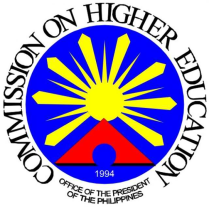 COMMISSION ON HIGHER EDUCATION
1994
OFFICE OF THE PRESIDENT
OF THE PHILIPPINES